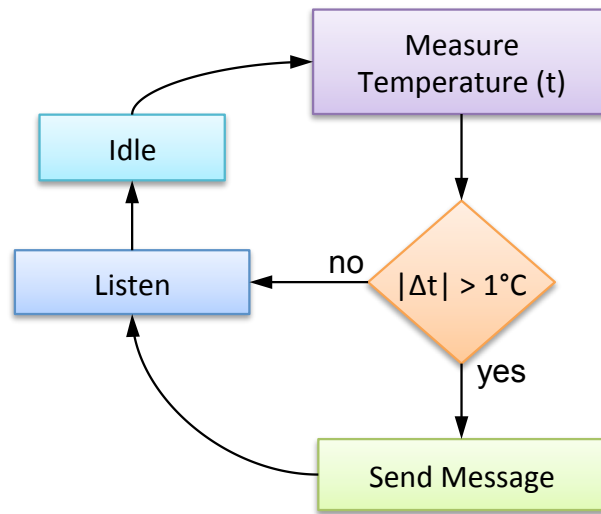 Measure
Temperature (t)
Idle
no
|Δt| > 1°C
Listen
yes
Send Message